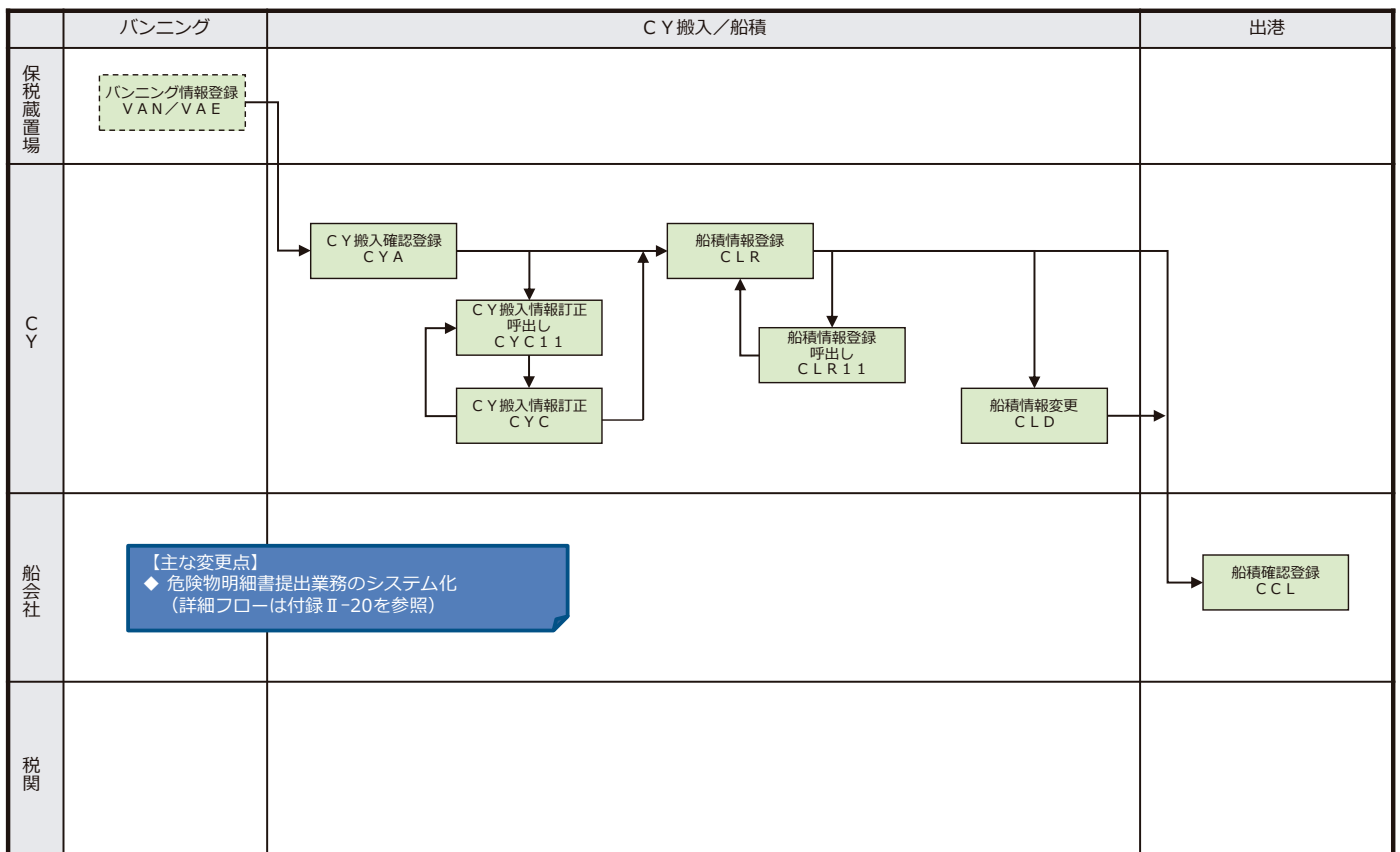 バンニング
ＣＹ搬入／船積
出港
保税蔵置場
バンニング情報登録
ＶＡＮ／ＶＡＥ
ＣＹ
ＣＹ搬入確認登録
ＣＹＡ
船積情報登録
ＣＬＲ
ＣＹ搬入情報訂正
呼出し
ＣＹＣ１１
船積情報登録
呼出し
ＣＬＲ１１
ＣＹ搬入情報訂正
ＣＹＣ
船積情報変更
ＣＬＤ
船会社
【主な変更点】
◆ 危険物明細書提出業務のシステム化
（詳細フローは付録Ⅱ-20を参照）
船積確認登録
ＣＣＬ
税関